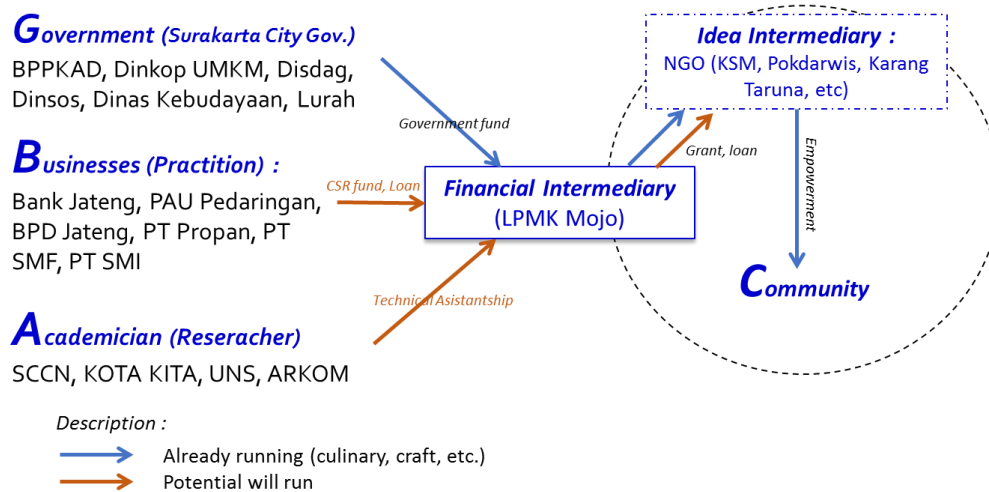 Government (Surakarta City Gov.)
BPPKAD, Dinkop UMKM, Disdag,
Dinsos, Dinas Kebudayaan, Lurah
Government fund
Businesses (Practition) :
Bank Jateng, PAU Pedaringan,
BPD Jateng, PT Propan, PT
SMF, PT SMI
CSR fund, Loan
Academician (Reseracher)
SCCN, KOTA KITA, UNS, ARKOM
Technical Asistantship
Financial Intermediary
(LPMK Mojo)
Grant, loan
Idea Intermediary :
NGO (KSM, Pokdarwis, Karang
Taruna, etc)
Empowerment
Community
Description :
Already running (culinary, craft, etc.)
Potential will run